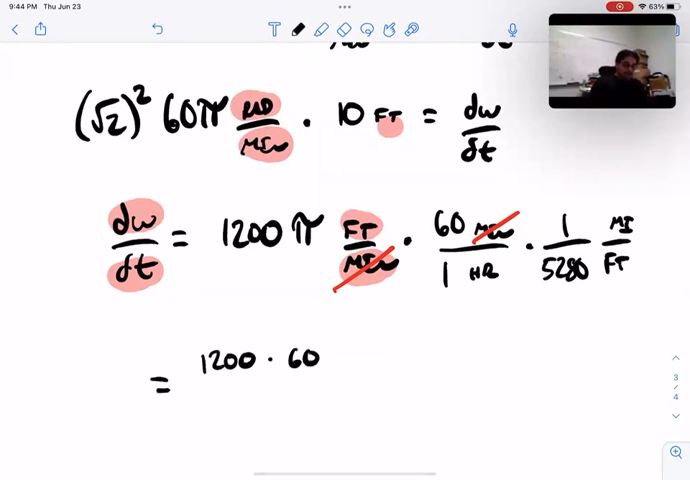 9:44 PM Thu Jun 23
63%
(√2)² 60π RAD/MIN · 10 FT = dw/dt
dw/dt = 1200 π FT/MIN · 60 MIN/1 HR · 1/5280 MI/FT
= 1200 · 60
3/4